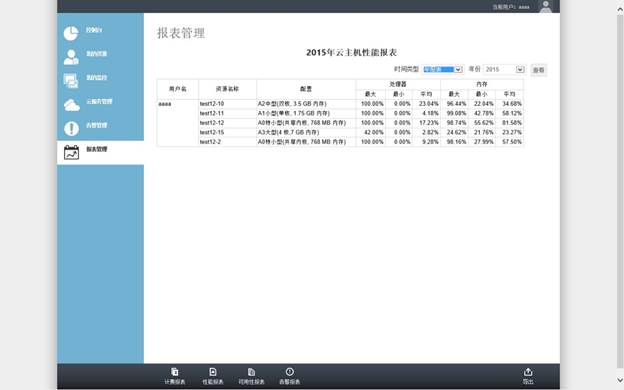 当前用户: aaaa
控制台
我的资源
我的监控
云服务管理
告警管理
报表管理
报表管理
2015年云主机性能报表
时间类型 年报表 年份 2015 查看
用户名 资源名称 配置 处理器 内存
最大 最小 平均 最大 最小 平均
aaaa test12-10 A2中型(双核, 3.5 GB 内存) 100.00% 0.00% 23.04% 96.44% 22.04% 34.68%
test12-11 A1小型(单核, 1.75 GB 内存) 100.00% 0.00% 4.18% 99.08% 42.78% 58.12%
test12-12 A0特小型(共享内核, 768 MB 内存) 100.00% 0.00% 17.23% 98.74% 55.62% 81.58%
test12-15 A3大型(4 核,7 GB 内存) 42.00% 0.00% 2.82% 24.62% 21.76% 23.27%
test12-2 A0特小型(共享内核, 768 MB 内存) 100.00% 0.00% 9.28% 98.16% 27.99% 57.50%
计费报表 性能报表 可用性报表 告警报表 导出